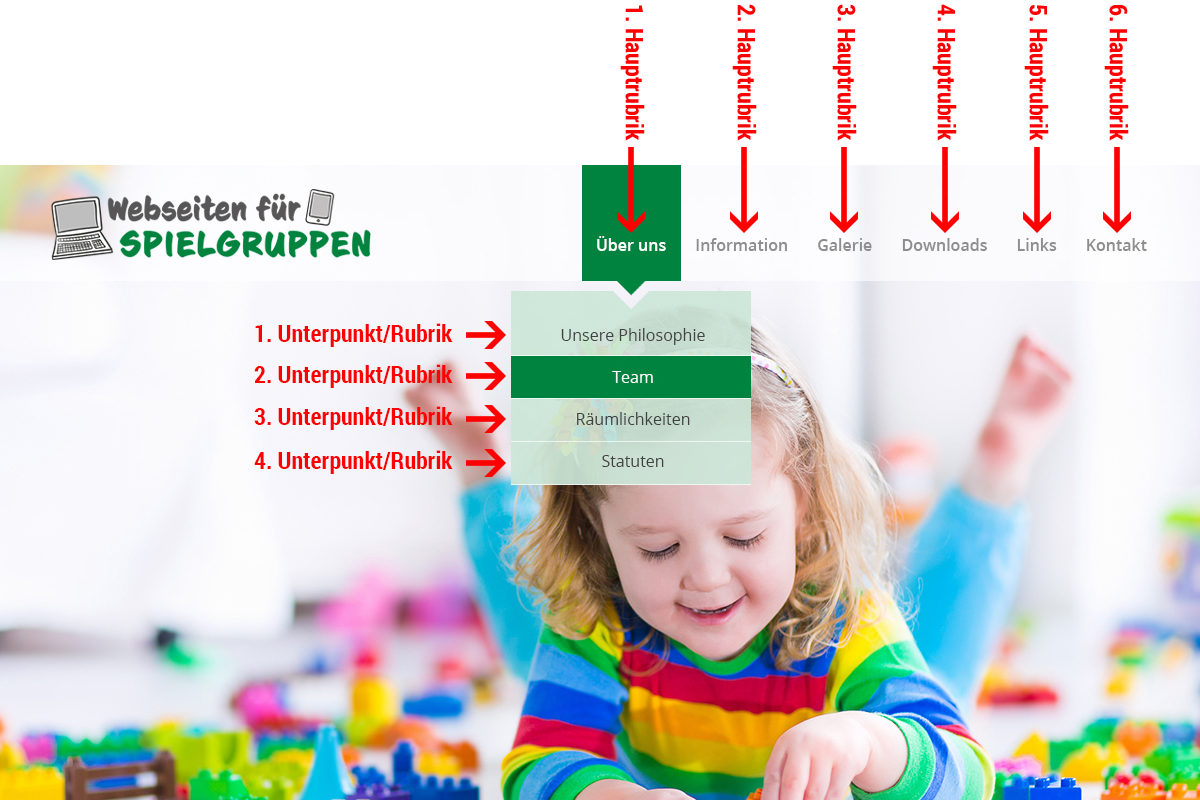 1. Hauptrubrik
2. Hauptrubrik
3. Hauptrubrik
4. Hauptrubrik
5. Hauptrubrik
6. Hauptrubrik
Webseiten für
SPIELGRUPPEN
Über uns Information Galerie Downloads Links Kontakt
1. Unterpunkt/Rubrik Unsere Philosophie
2. Unterpunkt/Rubrik Team
3. Unterpunkt/Rubrik Räumlichkeiten
4. Unterpunkt/Rubrik Statuten